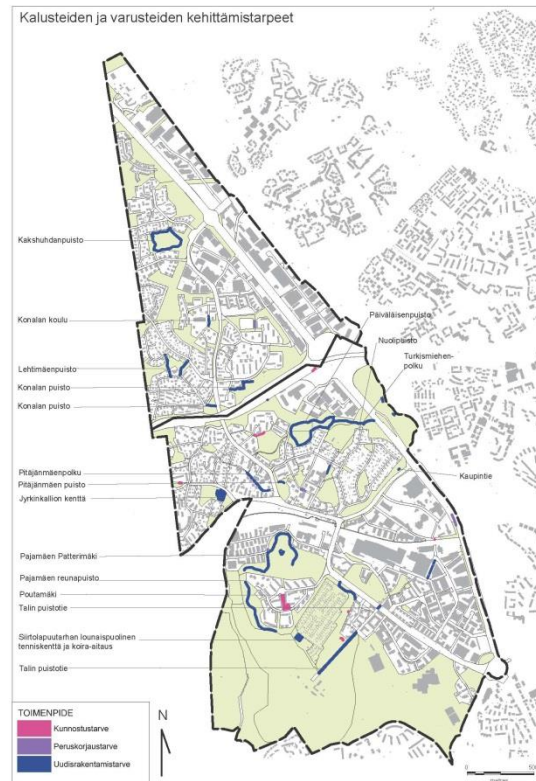 Kalusteiden ja varusteiden kehittämistarpeet
Kakshuhdanpuisto
Päiväläisenpuisto
Konalan koulu
Nuolipuisto
Turkismiehen-
polku
Lehtimäenpuisto
Konalan puisto
Konalan puisto
Pitäjänmäenpolku
Kaupintie
Pitäjänmäen puisto
Jyrkinkallion kenttä
Pajamäen Patterimäki
Pajamäen reunapuisto
Poutamäki
Talin puistotie
Siirtolapuutarhan lounaispuolinen
tenniskenttä ja koira-aitaus
Talin puistotie
TOIMENPIDE
Kunnostustarve
Peruskorjaustarve
Uudisrakentamistarve
N